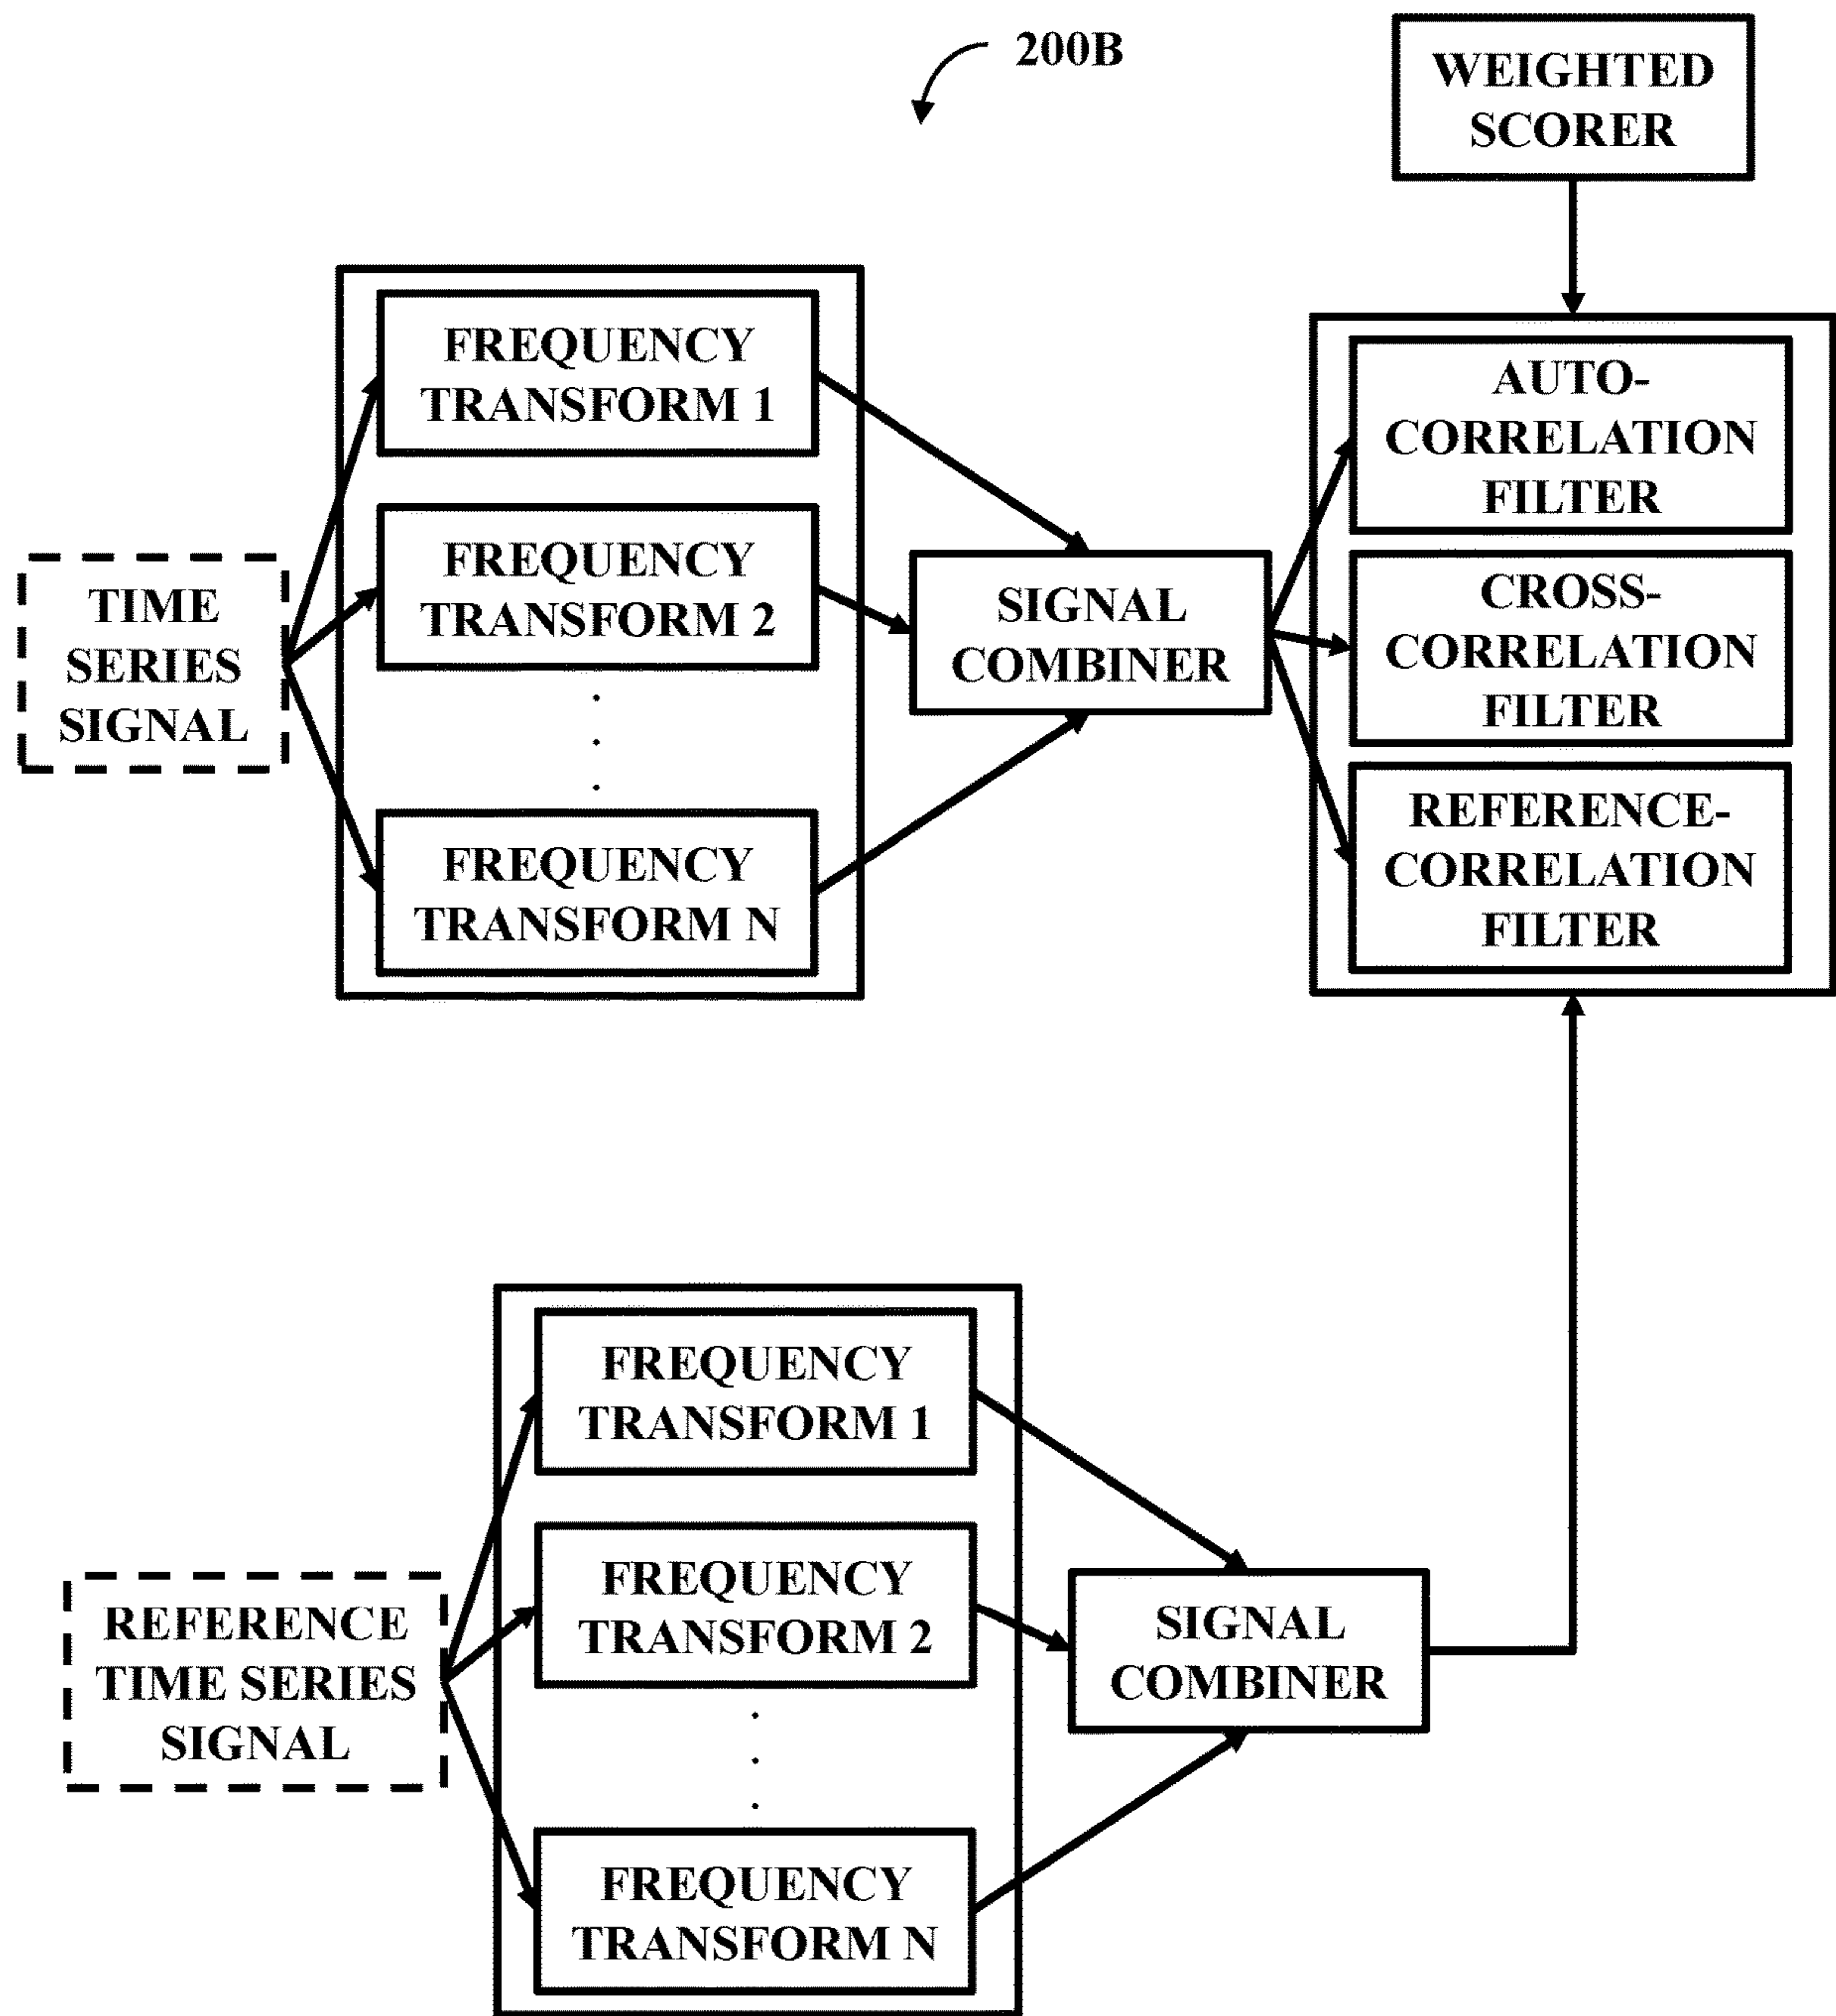 200B
WEIGHTED
SCORER
FREQUENCY
TRANSFORM 1
FREQUENCY
TRANSFORM 2
.
.
.
FREQUENCY
TRANSFORM N
TIME
SERIES
SIGNAL
SIGNAL
COMBINER
AUTO-
CORRELATION
FILTER
CROSS-
CORRELATION
FILTER
REFERENCE-
CORRELATION
FILTER
FREQUENCY
TRANSFORM 1
FREQUENCY
TRANSFORM 2
.
.
.
FREQUENCY
TRANSFORM N
REFERENCE
TIME SERIES
SIGNAL
SIGNAL
COMBINER